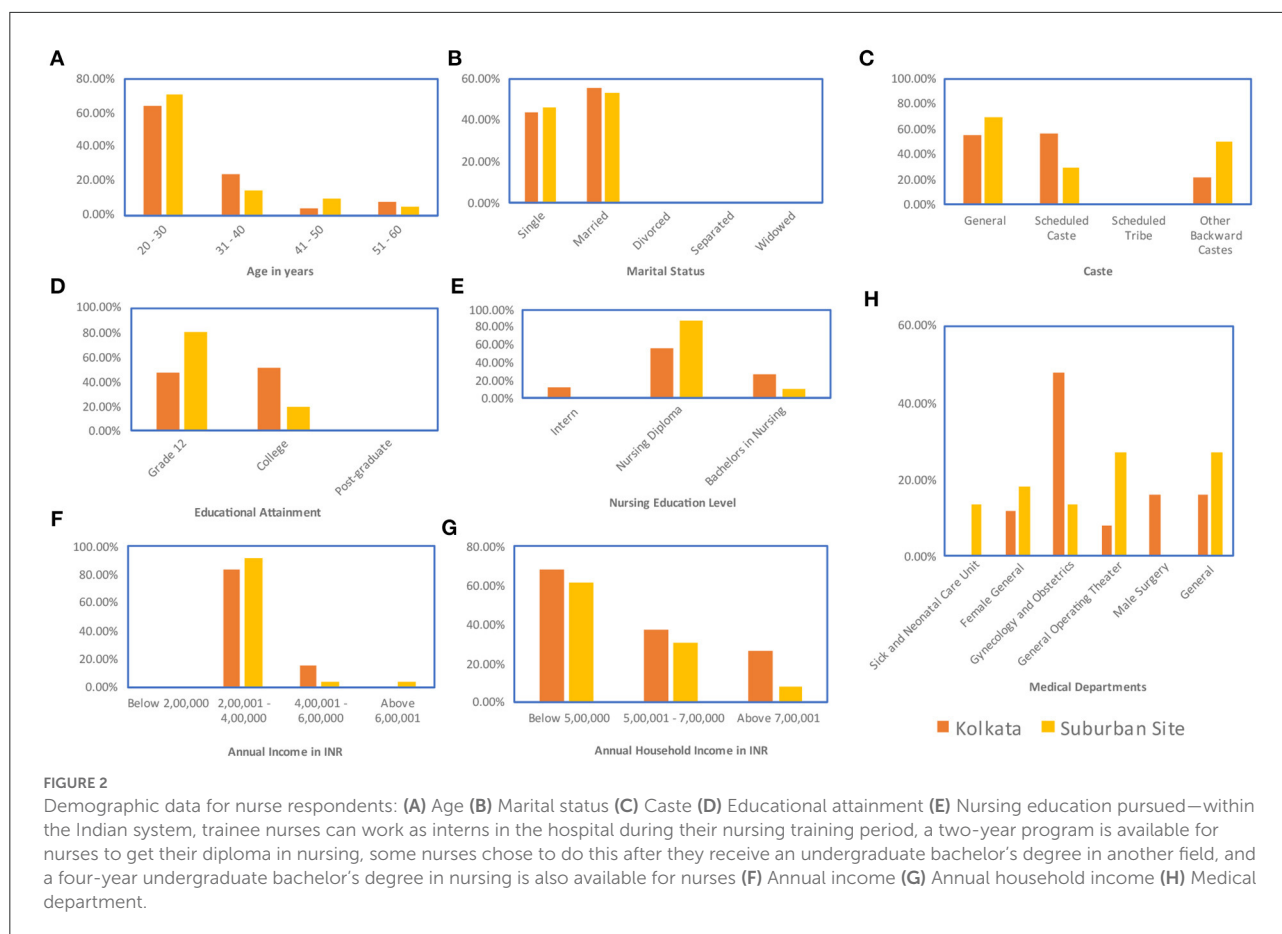 A
80.00%
60.00%
40.00%
20.00%
0.00%
20 - 30
31 - 40
41 - 50
51 - 60
Age in years
B
60.00%
40.00%
20.00%
0.00%
Single
Married
Divorced
Separated
Widowed
Marital Status
C
100.00%
80.00%
60.00%
40.00%
20.00%
0.00%
General
Scheduled
Caste
Scheduled
Tribe
Other
Backward
Castes
Caste
D
100.00%
80.00%
60.00%
40.00%
20.00%
0.00%
Grade 12
College
Post-graduate
Educational Attainment
E
100.00%
80.00%
60.00%
40.00%
20.00%
0.00%
Intern
Nursing Diploma
Bachelors in Nursing
Nursing Education Level
H
60.00%
40.00%
20.00%
0.00%
Sick and Neonatal Care Unit
Female General
Gynecology and Obstetrics
General Operating Theater
Male Surgery
General
Medical Departments
F
100.00%
80.00%
60.00%
40.00%
20.00%
0.00%
Below 2,00,000
2,00,001 -
4,00,000
4,00,001 -
6,00,000
Above
6,00,001
Annual Income in INR
G
80.00%
60.00%
40.00%
20.00%
0.00%
Below 5,00,000
5,00,001 - 7,00,000
Above 7,00,001
Annual Household Income in INR
Kolkata
Suburban Site
FIGURE 2
Demographic data for nurse respondents: (A) Age (B) Marital status (C) Caste (D) Educational attainment (E) Nursing education pursued—within
the Indian system, trainee nurses can work as interns in the hospital during their nursing training period, a two-year program is available for
nurses to get their diploma in nursing, some nurses chose to do this after they receive an undergraduate bachelor's degree in another field, and
a four-year undergraduate bachelor's degree in nursing is also available for nurses (F) Annual income (G) Annual household income (H) Medical
department.